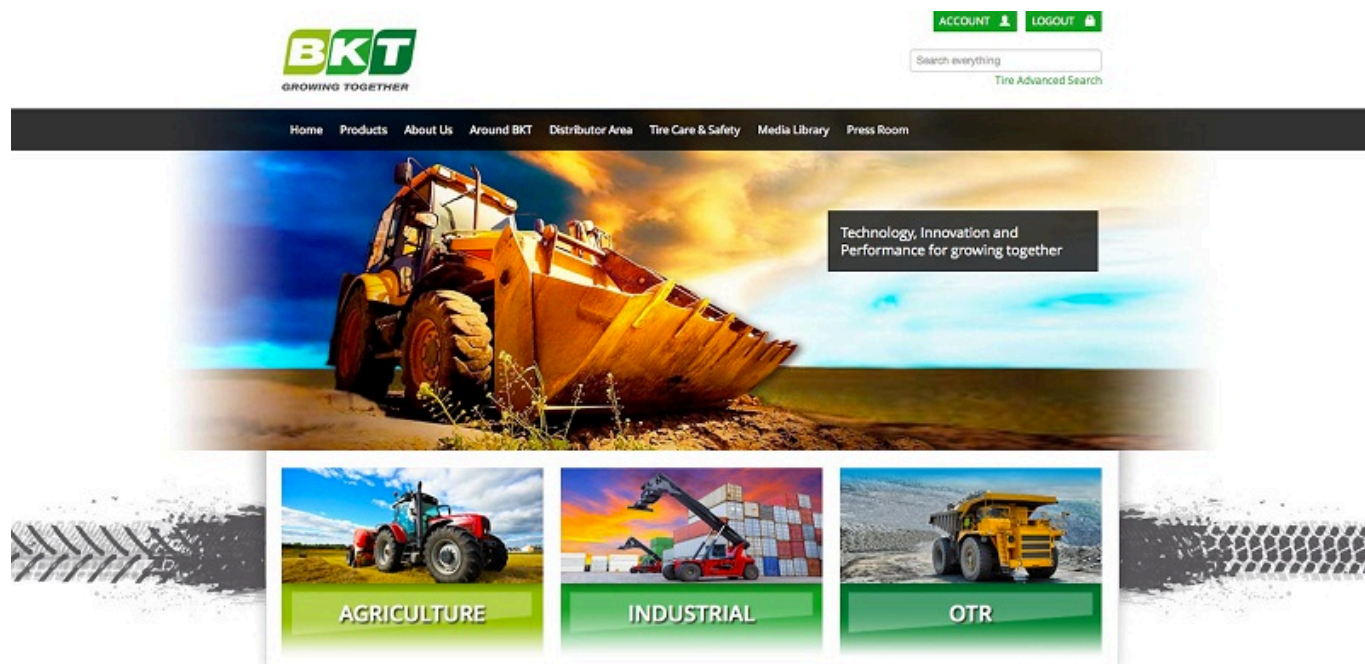 BKT
GROWING TOGETHER
ACCOUNT
LOGOUT
Search everything
Tire Advanced Search
Home Products About Us Around BKT Distributor Area Tire Care & Safety Media Library Press Room
Technology, Innovation and
Performance for growing together
AGRICULTURE
INDUSTRIAL
OTR